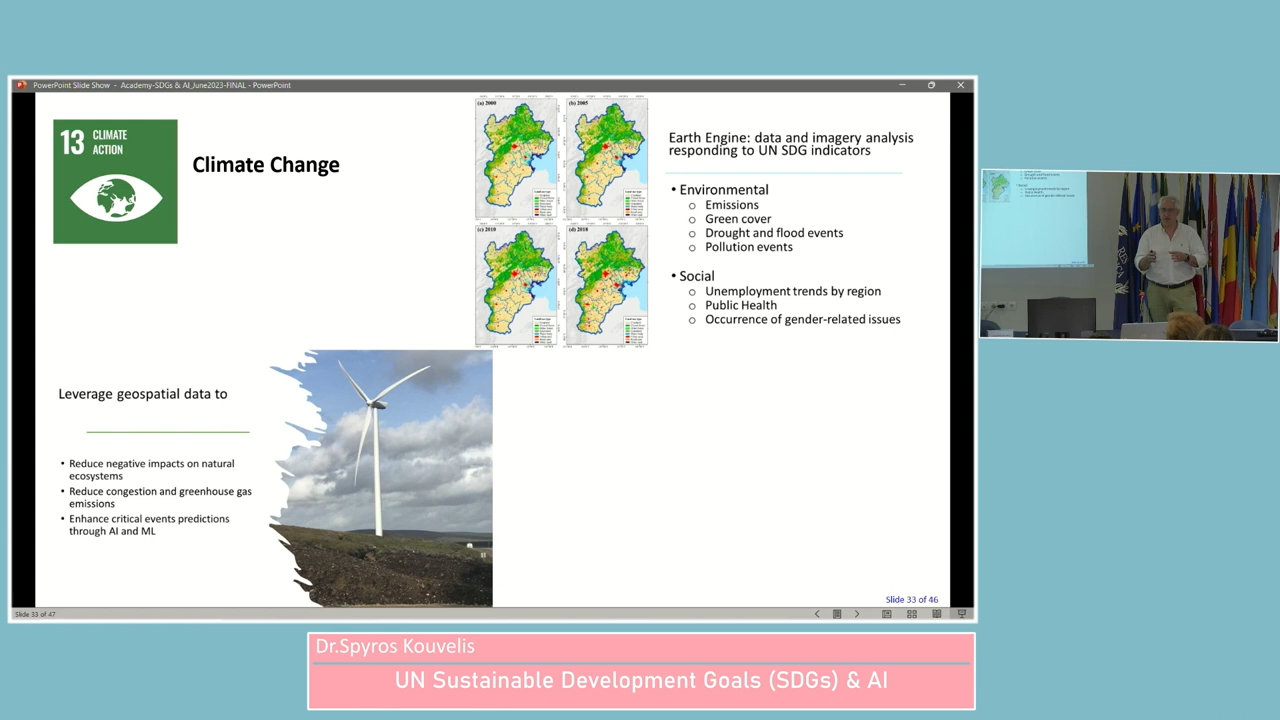 PowerPoint Slide Show - Academy-SDGs & AI_June2023-FINAL - PowerPoint
13 CLIMATE
ACTION
Climate Change
(a) 2000
(b) 2005
(c) 2010
(d) 2018
Earth Engine: data and imagery analysis
responding to UN SDG indicators
• Environmental
o Emissions
o Green cover
o Drought and flood events
o Pollution events
• Social
o Unemployment trends by region
o Public Health
o Occurrence of gender-related issues
Leverage geospatial data to
• Reduce negative impacts on natural
ecosystems
• Reduce congestion and greenhouse gas
emissions
• Enhance critical events predictions
through AI and ML
Slide 33 of 46
Slide 33 of 47
Dr.Spyros Kouvelis
UN Sustainable Development Goals (SDGs) & AI